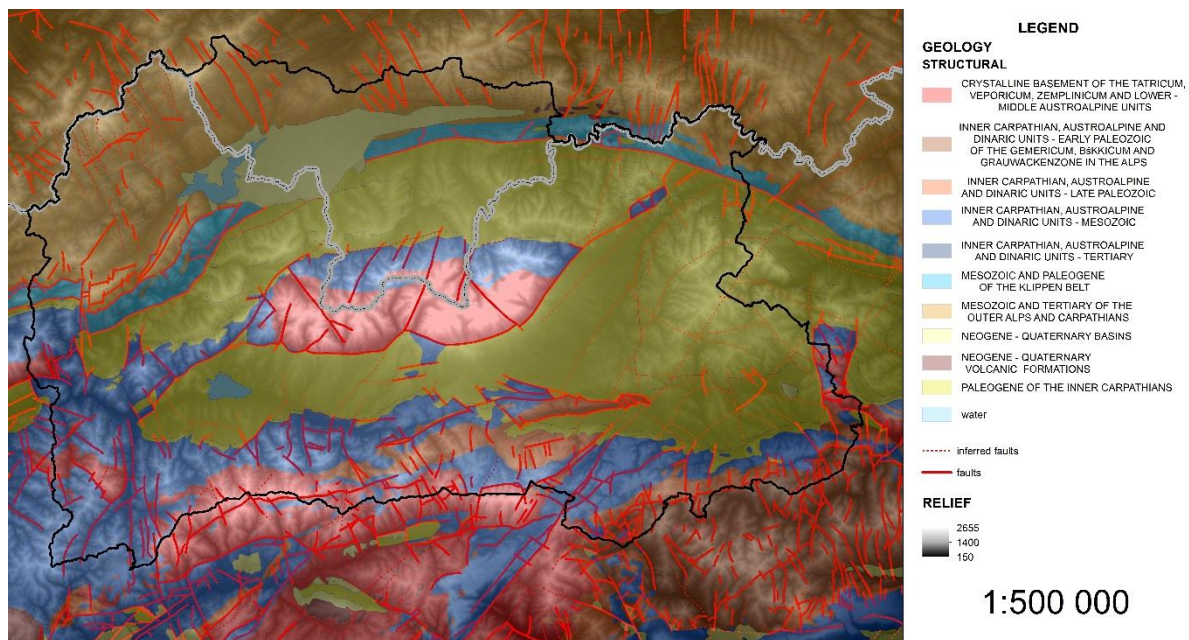 LEGEND
GEOLOGY
STRUCTURAL
CRYSTALLINE BASEMENT OF THE TATRICUM,
VEPORICUM, ZEMPLINICUM AND LOWER -
MIDDLE AUSTROALPINE UNITS
INNER CARPATHIAN, AUSTROALPINE AND
DINARIC UNITS - EARLY PALEOZOIC
OF THE GEMERICUM, BěKKICUM AND
GRAUWACKENZONE IN THE ALPS
INNER CARPATHIAN, AUSTROALPINE
AND DINARIC UNITS - LATE PALEOZOIC
INNER CARPATHIAN, AUSTROALPINE
AND DINARIC UNITS - MESOZOIC
INNER CARPATHIAN, AUSTROALPINE
AND DINARIC UNITS - TERTIARY
MESOZOIC AND PALEOGENE
OF THE KLIPPEN BELT
MESOZOIC AND TERTIARY OF THE
OUTER ALPS AND CARPATHIANS
NEOGENE - QUATERNARY BASINS
NEOGENE - QUATERNARY
VOLCANIC FORMATIONS
PALEOGENE OF THE INNER CARPATHIANS
water
inferred faults
faults
RELIEF
2655
1400
150
1:500 000